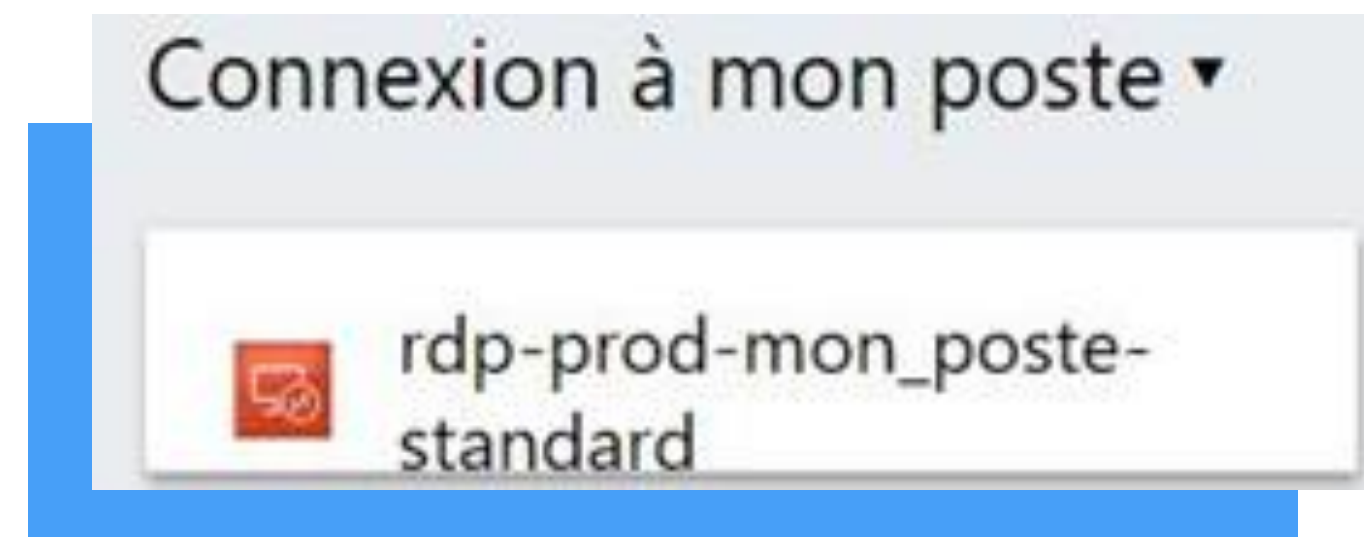 Connexion à mon poste ▾
rdp-prod-mon_poste-
standard